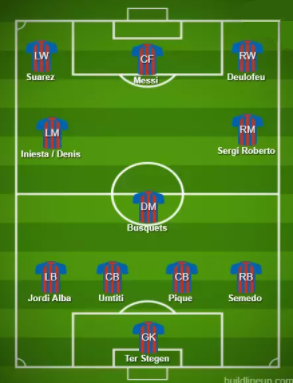 LW
CF
RW
Suarez
Messi
Deulofeu
LM
RM
Iniesta / Denis
Sergi Roberto
DM
Busquets
LB
CB
CB
RB
Jordi Alba
Umtiti
Pique
Semedo
GK
Ter Stegen
buildlineup.com